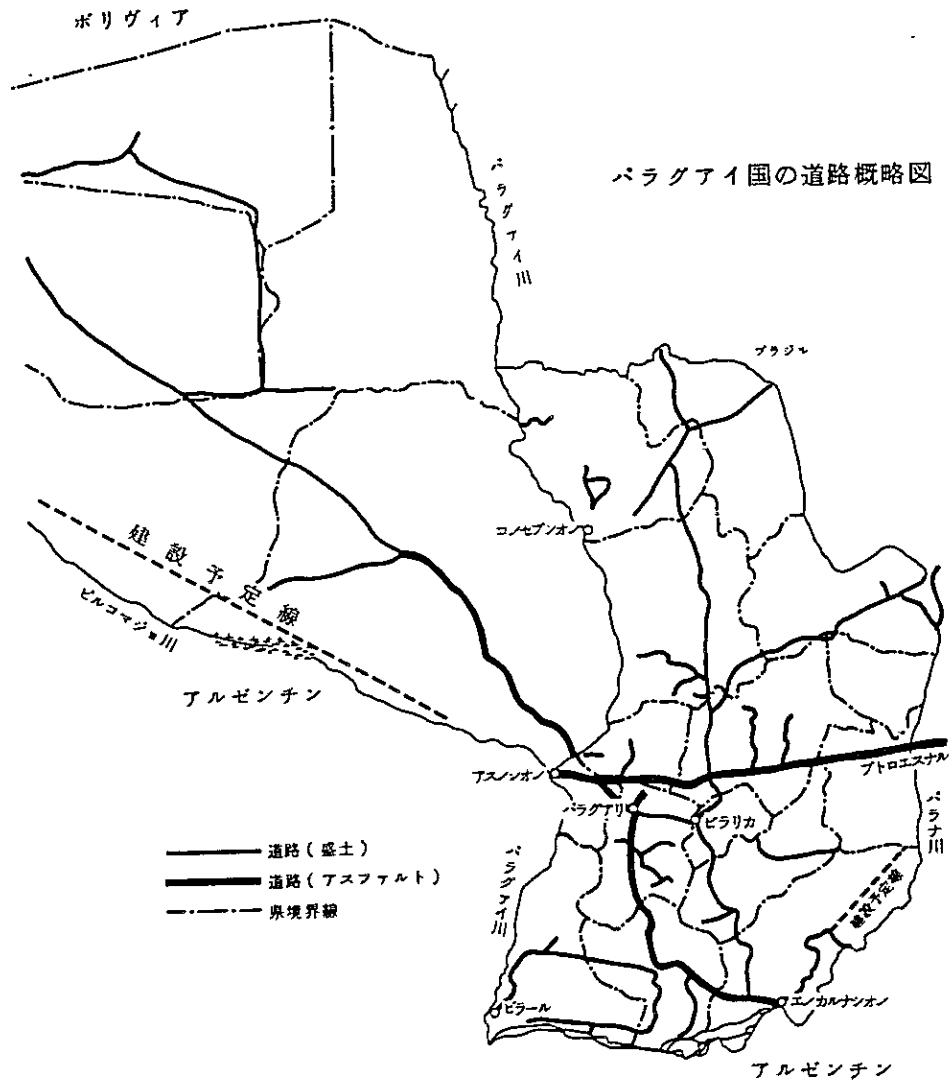 ボリヴィア
パラグアイ国の道路概略図
パラグァイ川
ブラジル
コンセプンオン
建設予定線
ピルコマジョ川
アルゼンチン
アスンンオン
プトロエスナル
パラグアリ
ビラリカ
パラナ川
道路(盛土)
道路(アスファルト)
県境界線
パラグァイ川
建設予定線
ピラール
エンカルナンオン
アルゼンチン